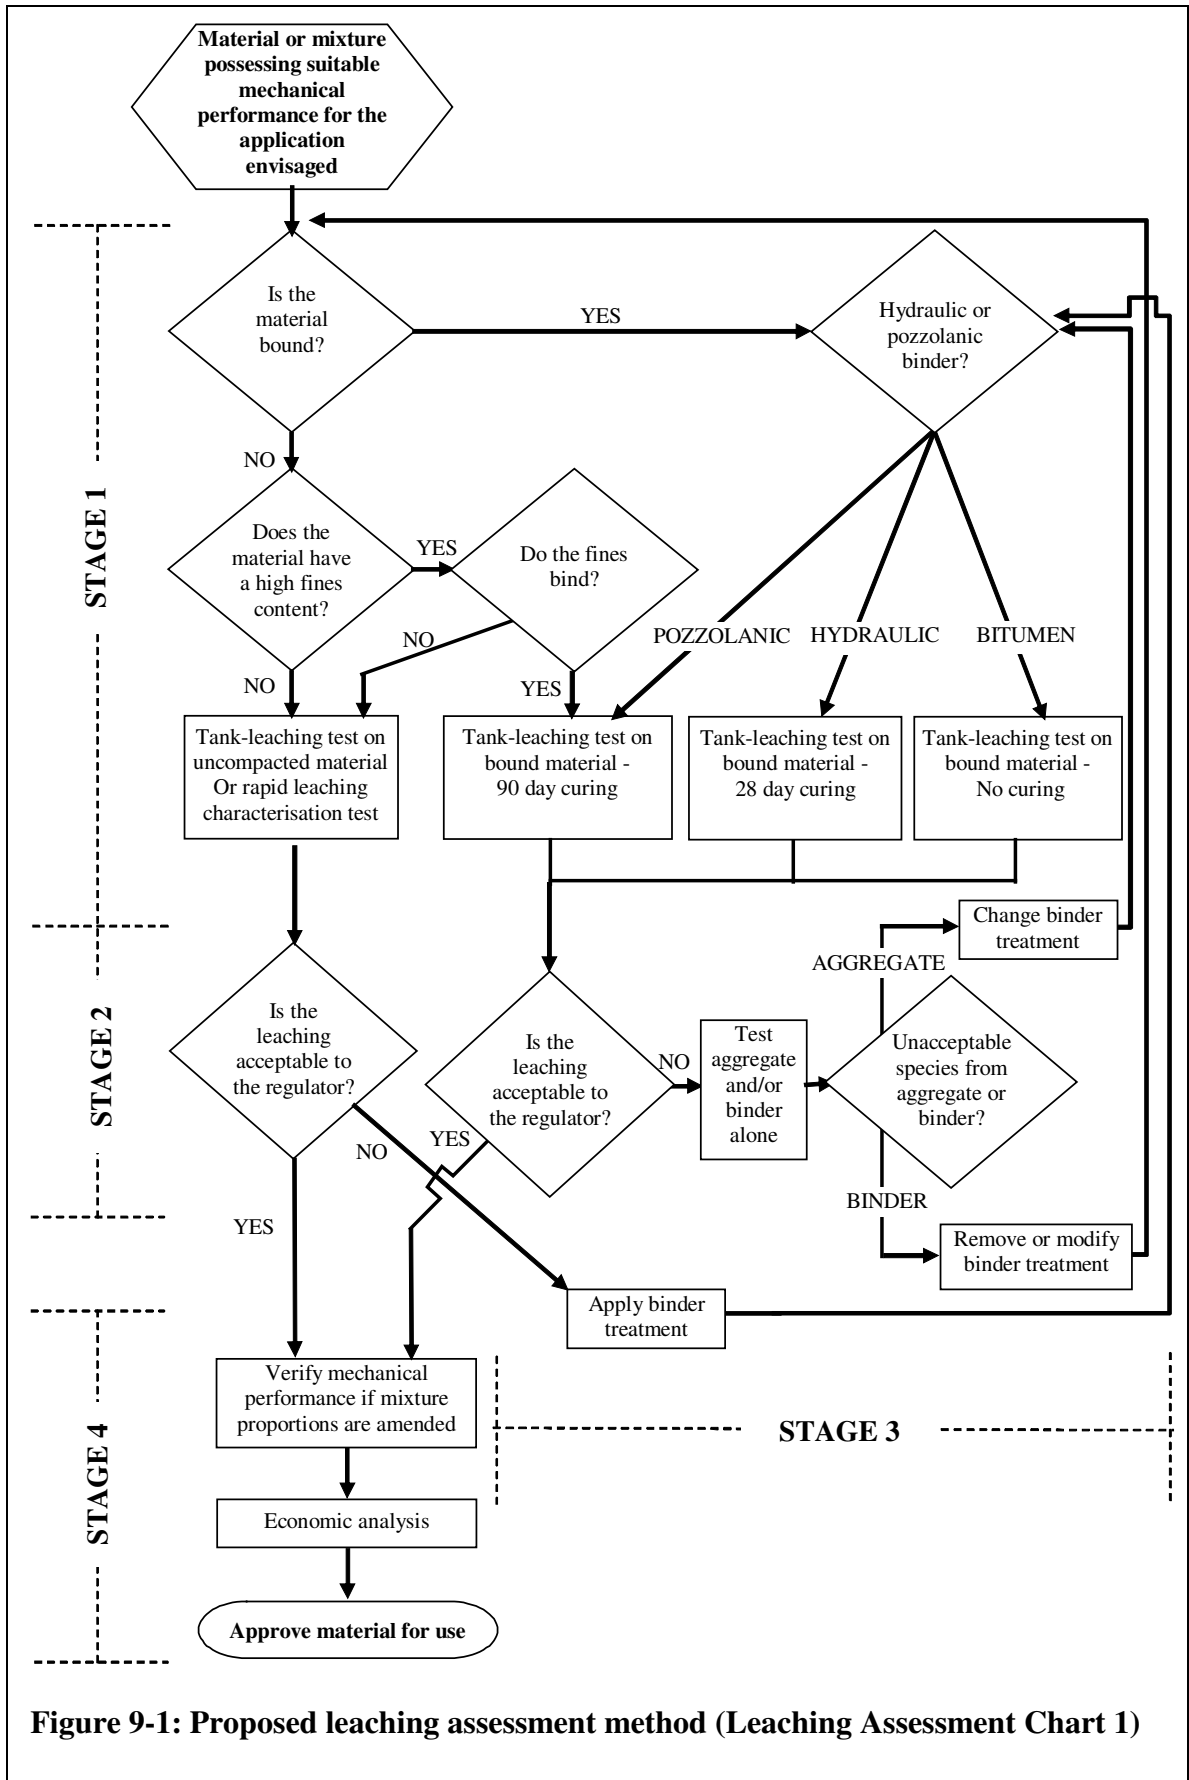 Material or mixture
possessing suitable
mechanical
performance for the
application
envisaged
Is the
material
bound?
YES
Hydraulic or
pozzolanic
binder?
NO
STAGE 1
Does the
material have
a high fines
content?
YES
Do the fines
bind?
NO
POZZOLANIC
HYDRAULIC
BITUMEN
NO
YES
Tank-leaching test on
uncompacted material
Or rapid leaching
characterisation test
Tank-leaching test on
bound material -
90 day curing
Tank-leaching test on
bound material -
28 day curing
Tank-leaching test on
bound material -
No curing
Change binder
treatment
AGGREGATE
STAGE 2
Is the
leaching
acceptable to
the regulator?
Is the
leaching
acceptable to
the regulator?
NO
Test
aggregate
and/or
binder
alone
Unacceptable
species from
aggregate or
binder?
NO
YES
BINDER
YES
Remove or modify
binder treatment
Apply binder
treatment
Verify mechanical
performance if mixture
proportions are amended
STAGE 3
STAGE 4
Economic analysis
Approve material for use
Figure 9-1: Proposed leaching assessment method (Leaching Assessment Chart 1)